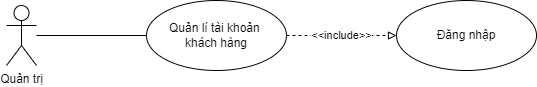 Quản lí tài khoản
khách hàng
<<include>>
Đăng nhập
Quản trị